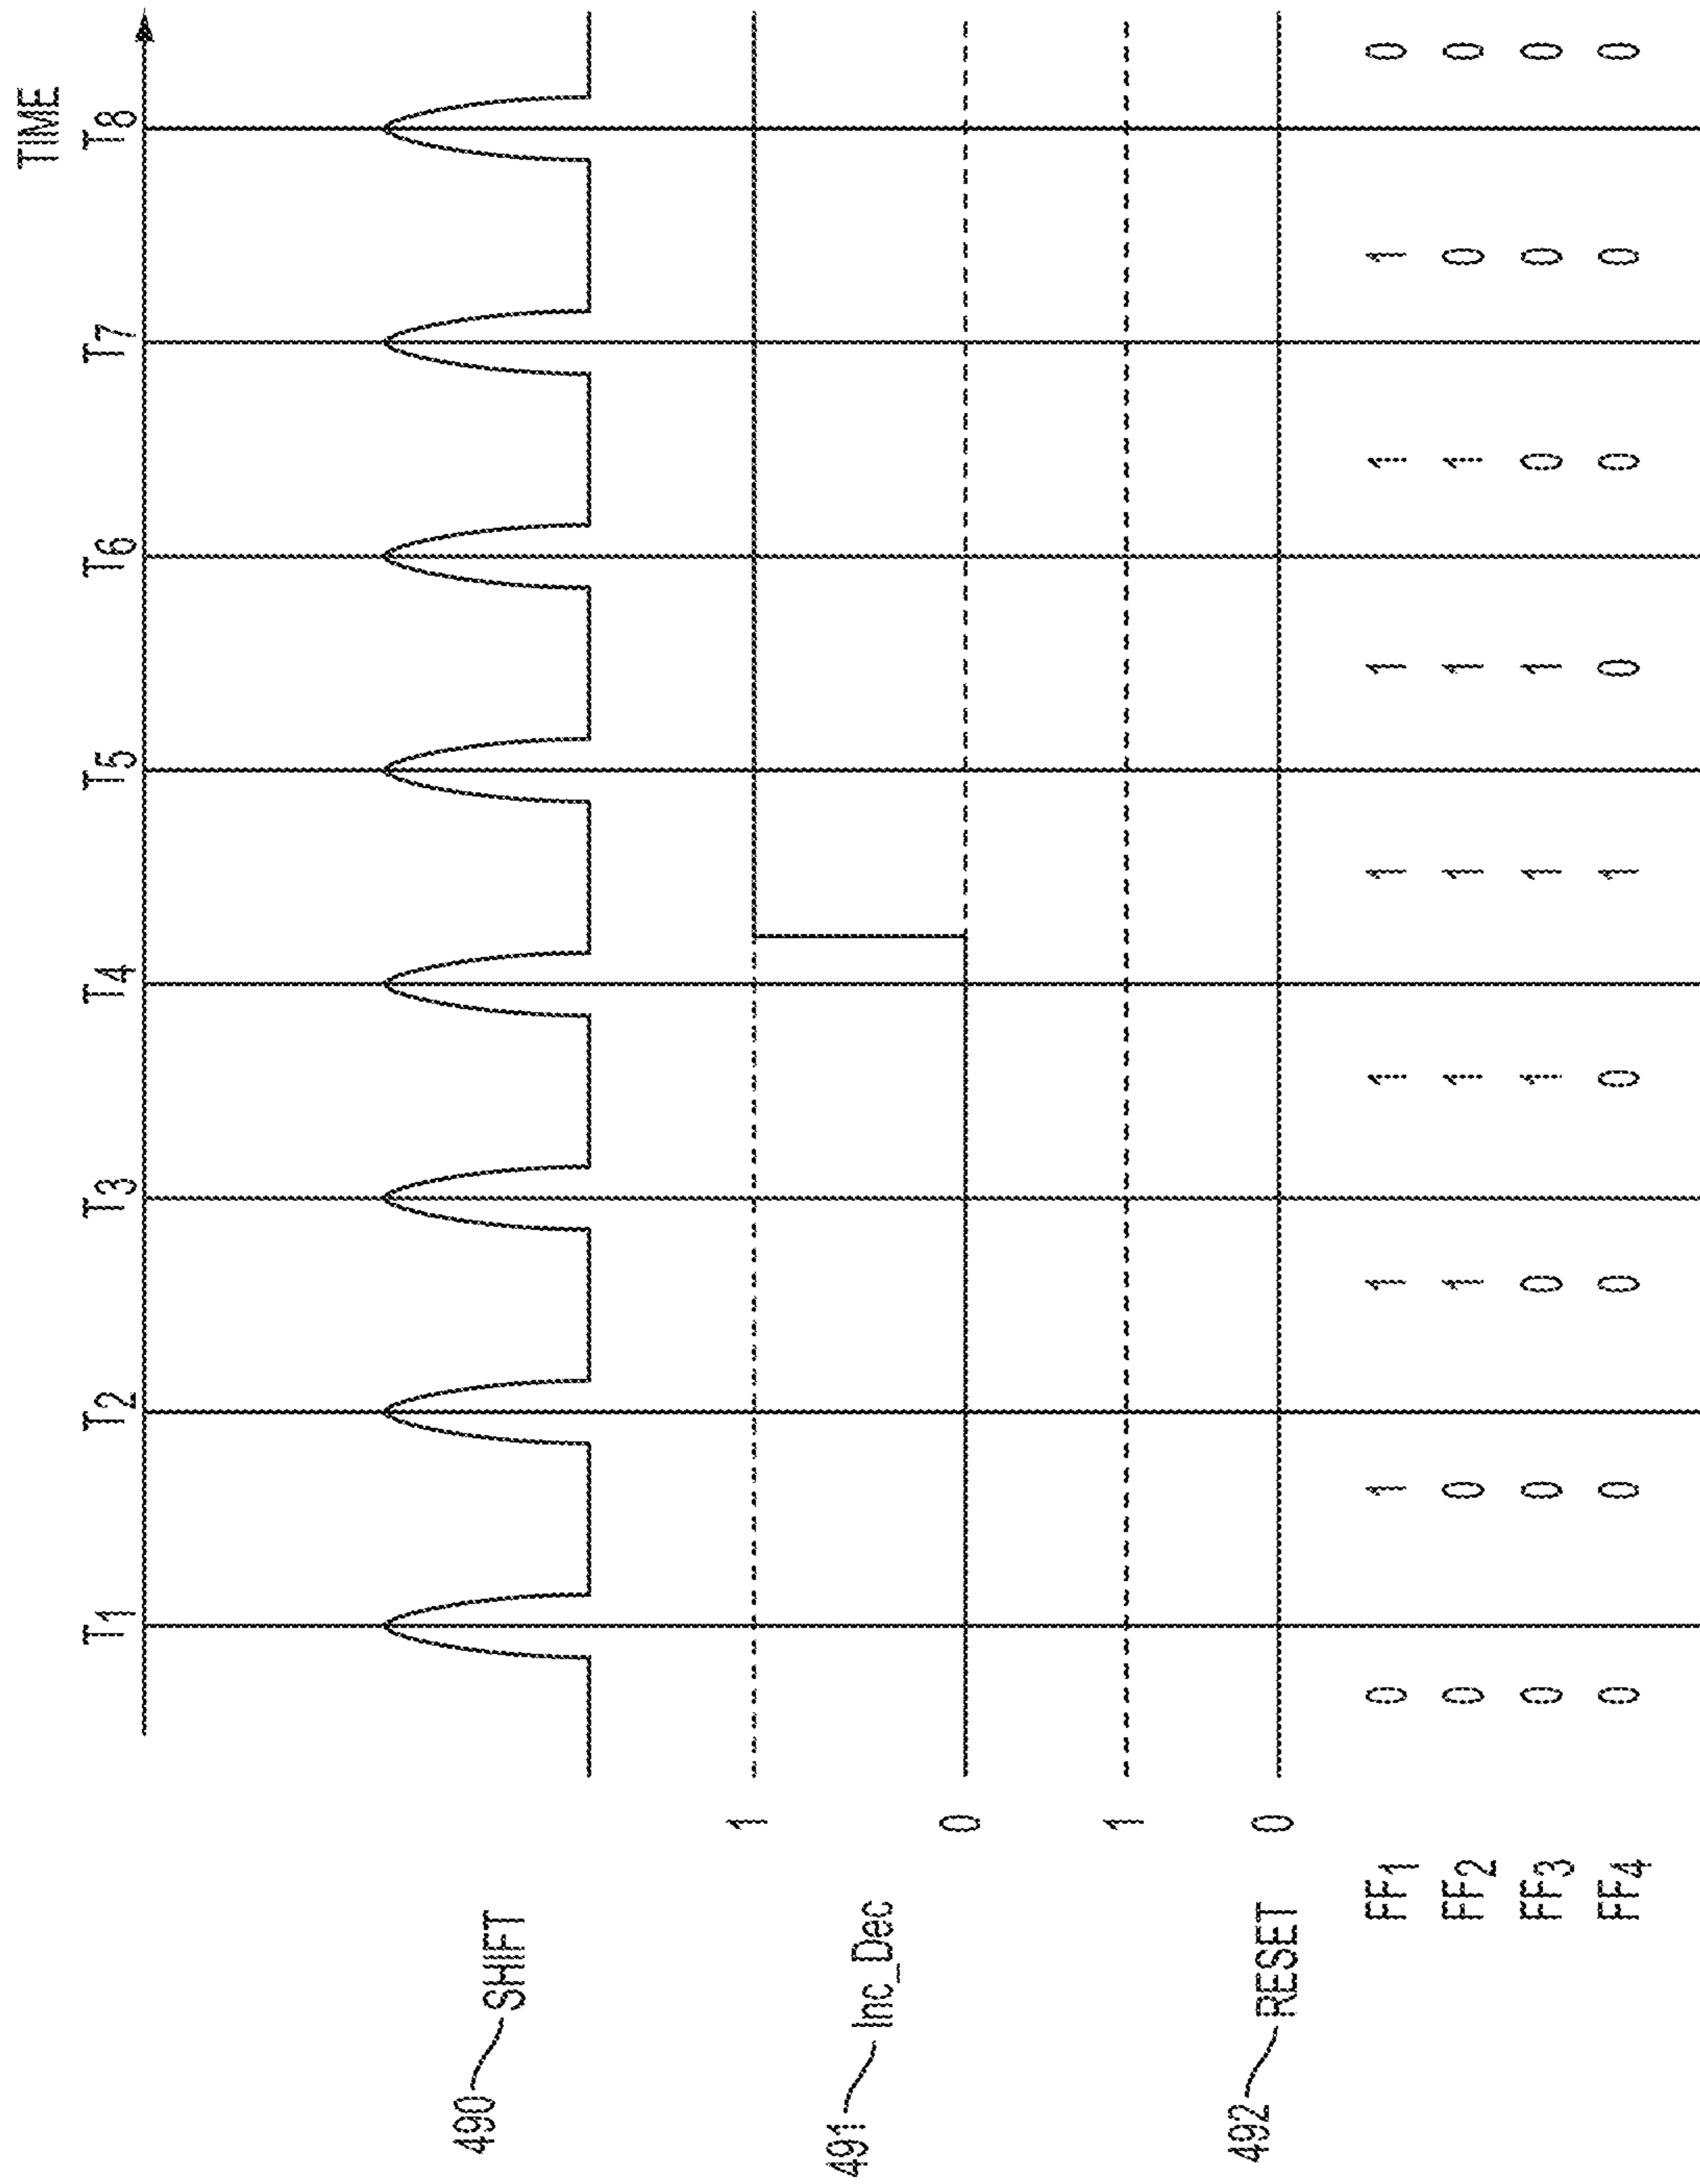 TIME
T1 T2 T3 T4 T5 T6 T7 T8
490 SHIFT
1
491 Inc_Dec
0
1
492 RESET 0
FF1 0 1 1 1 1 1 1 1 0
FF2 0 0 1 1 1 1 1 0 0
FF3 0 0 0 1 1 1 0 0 0
FF4 0 0 0 0 1 0 0 0 0